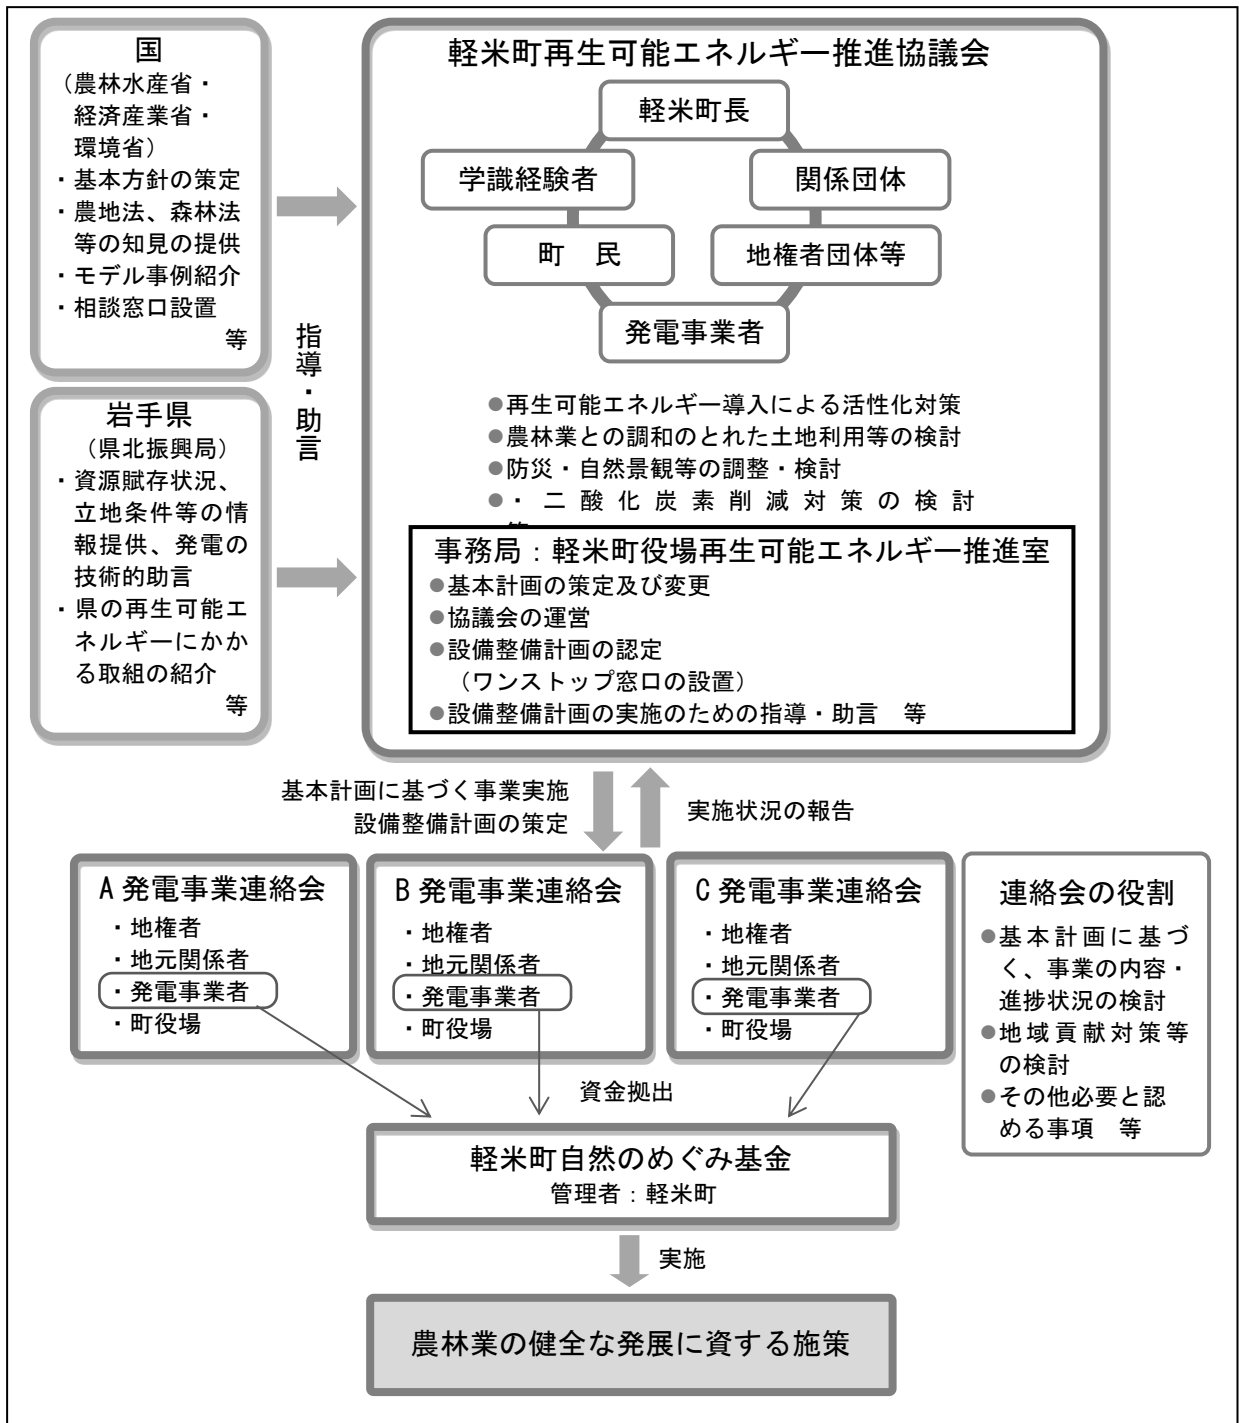 国
（農林水産省・
経済産業省・
環境省）
・基本方針の策定
・農地法、森林法
等の知見の提供
・モデル事例紹介
・相談窓口設置
等
岩手県
（県北振興局）
・資源賦存状況、
立地条件等の情
報提供、発電の
技術的助言
・県の再生可能エ
ネルギーにかか
る取組の紹介
等
指導・助言
軽米町再生可能エネルギー推進協議会
軽米町長
学識経験者
関係団体
町　民
地権者団体等
発電事業者
●再生可能エネルギー導入による活性化対策
●農林業との調和のとれた土地利用等の検討
●防災・自然景観等の調整・検討
●・二酸化炭素削減対策の検討
事務局：軽米町役場再生可能エネルギー推進室
●基本計画の策定及び変更
●協議会の運営
●設備整備計画の認定
（ワンストップ窓口の設置）
●設備整備計画の実施のための指導・助言　等
基本計画に基づく事業実施
設備整備計画の策定
実施状況の報告
A 発電事業連絡会
・地権者
・地元関係者
・発電事業者
・町役場
B 発電事業連絡会
・地権者
・地元関係者
・発電事業者
・町役場
C 発電事業連絡会
・地権者
・地元関係者
・発電事業者
・町役場
連絡会の役割
●基本計画に基づ
く、事業の内容・
進捗状況の検討
●地域貢献対策等
の検討
●その他必要と認
める事項　等
資金拠出
軽米町自然のめぐみ基金
管理者：軽米町
実施
農林業の健全な発展に資する施策